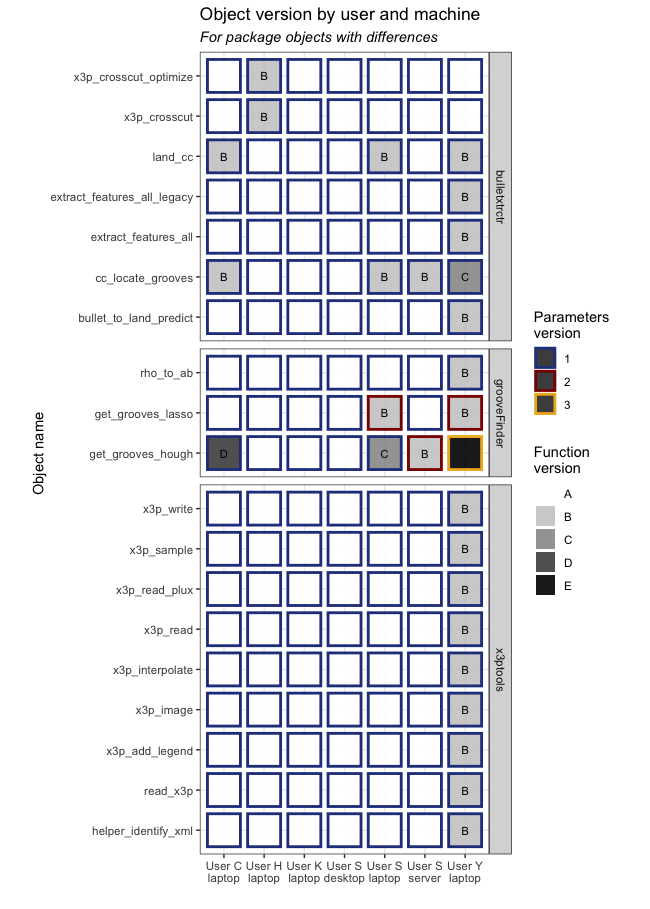 Object version by user and machine
For package objects with differences
Object name
x3p_crosscut_optimize B
x3p_crosscut B
land_cc B B B
extract_features_all_legacy B
extract_features_all B
cc_locate_grooves B B B C
bullet_to_land_predict B
bulletxtrctr
rho_to_ab B
get_grooves_lasso B B
get_grooves_hough D C B
grooveFinder
x3p_write B
x3p_sample B
x3p_read_plux B
x3p_read B
x3p_interpolate B
x3p_image B
x3p_add_legend B
read_x3p B
helper_identify_xml B
x3ptools
User C User H User K User S User S User S User Y
laptop laptop laptop desktop laptop server laptop
Parameters
version
1
2
3
Function
version
A
B
C
D
E